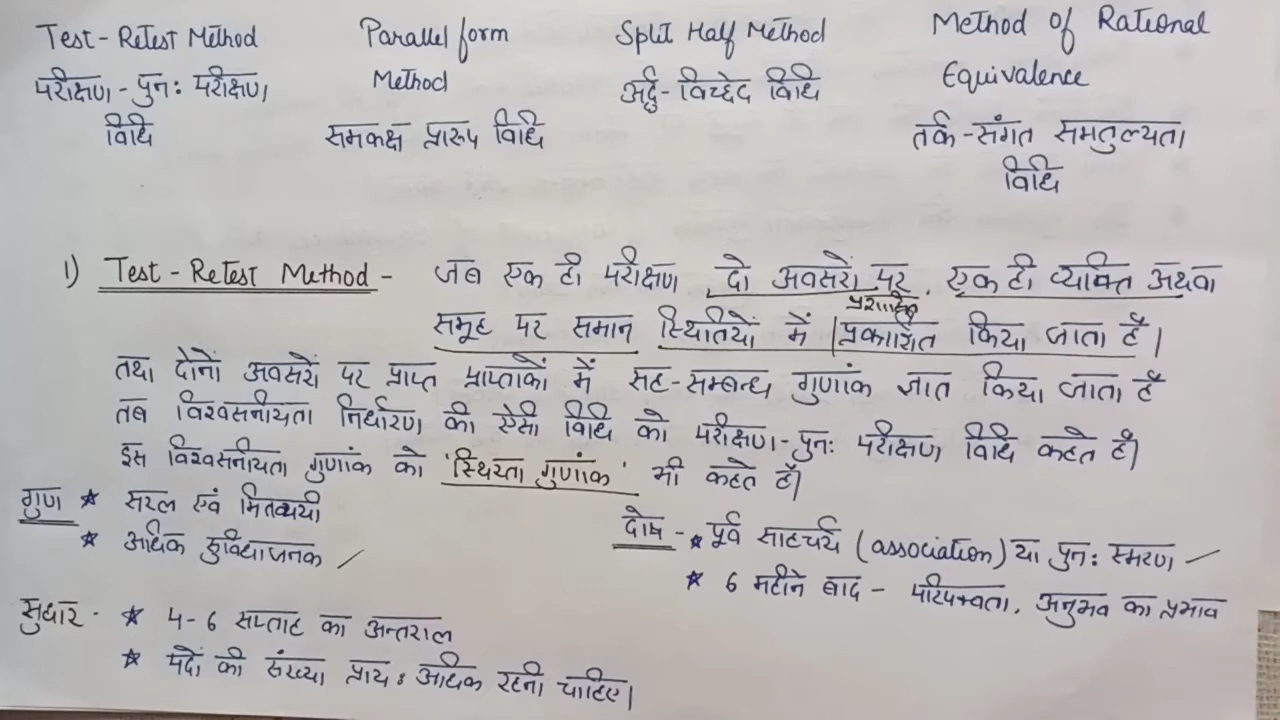 Test-Retest Method
परीक्षण-पुनः परीक्षण
विधि
Parallel form
Method
समकक्ष प्रारूप विधि
Split Half Method
अर्द्ध-विच्छेद विधि
Method of Rational
Equivalence
तर्क-संगत समतुल्यता
विधि
1) Test-Retest Method - जब एक ही परीक्षण दो अवसरों पर, एक ही व्यक्ति अथवा
प्रशासित
समूह पर समान स्थितियों में प्रकाशित किया जाता है।
तथा दोनों अवसरों पर प्राप्त प्राप्तांकों में सह-सम्बन्ध गुणांक ज्ञात किया जाता है
तब विश्वसनीयता निर्धारण की ऐसी विधि को परीक्षण-पुनः परीक्षण विधि कहते हैं।
इस विश्वसनीयता गुणांक को 'स्थिरता गुणांक' भी कहते हैं।
गुण ★ सरल एवं मितव्ययी
★ अधिक सुविधाजनक
दोष - ★ पूर्व साहचर्य (association) या पुनः स्मरण
★ 6 महीने बाद - परिपक्वता, अनुभव का प्रभाव
सुधार - ★ 4-6 सप्ताह का अन्तराल
★ पदों की संख्या प्रायः अधिक रहनी चाहिए।